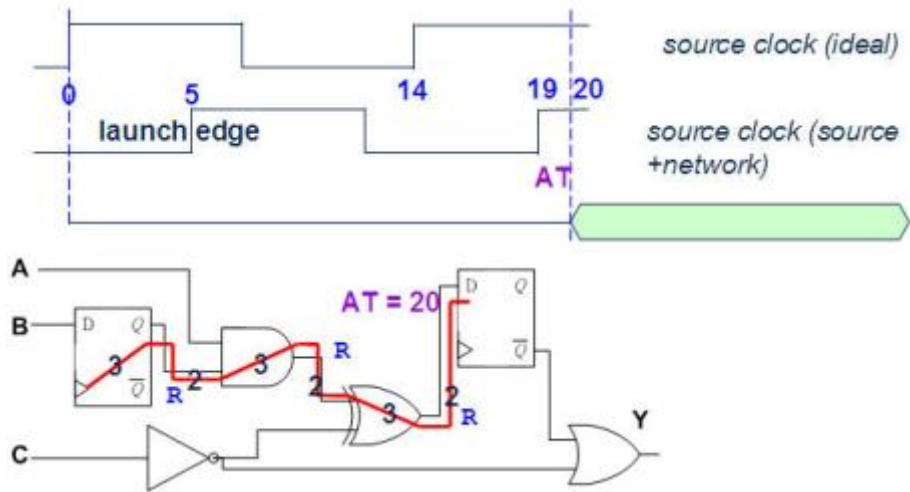 source clock (ideal)
0 5 14 19 20
launch edge
source clock (source
+network)
AT
A
AT = 20
D Q
B
D Q
R
3
3
Q
Q
R
2
2
3
2
R
Y
C